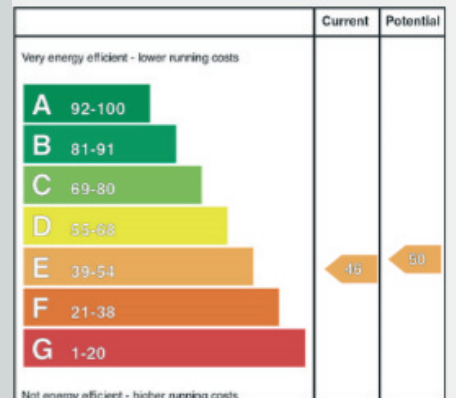 Current Potential
Very energy efficient - lower running costs
A 92-100
B 81-91
C 69-80
D 55-68
E 39-54 46 50
F 21-38
G 1-20
Not energy efficient - higher running costs